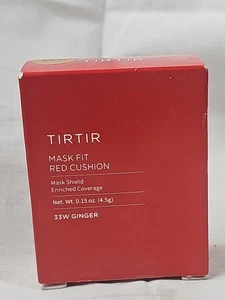 TIRTIR
MASK FIT
RED CUSHION
Mask Shield
Enriched Coverage
Net. Wt. 0.15 oz. (4.5g)
33W GINGER